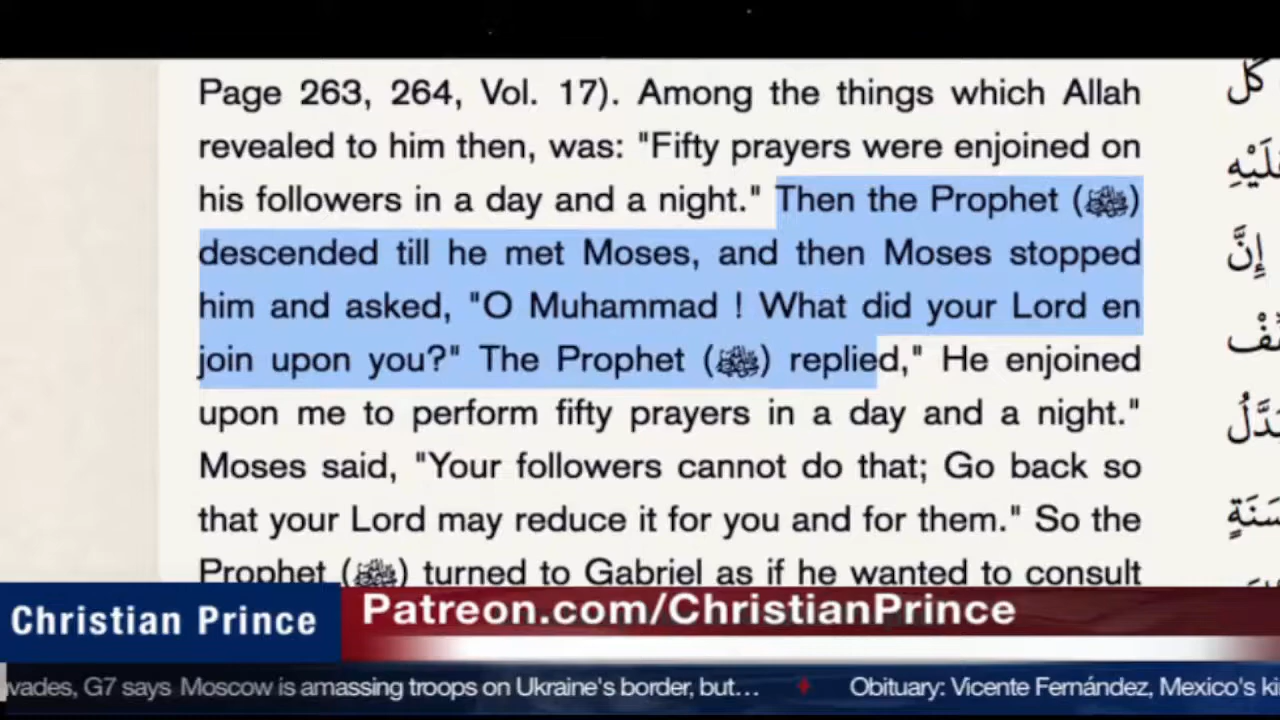 Page 263, 264, Vol. 17). Among the things which Allah
revealed to him then, was: "Fifty prayers were enjoined on
his followers in a day and a night." Then the Prophet (ﷺ)
descended till he met Moses, and then Moses stopped
him and asked, "O Muhammad ! What did your Lord en
join upon you?" The Prophet (ﷺ) replied," He enjoined
upon me to perform fifty prayers in a day and a night."
Moses said, "Your followers cannot do that; Go back so
that your Lord may reduce it for you and for them." So the
Prophet (ﷺ) turned to Gabriel as if he wanted to consult
كُل
إِنَّ
Christian Prince
Patreon.com/ChristianPrince
vades, G7 says Moscow is amassing troops on Ukraine's border, but... Obituary: Vicente Fernández, Mexico's ki